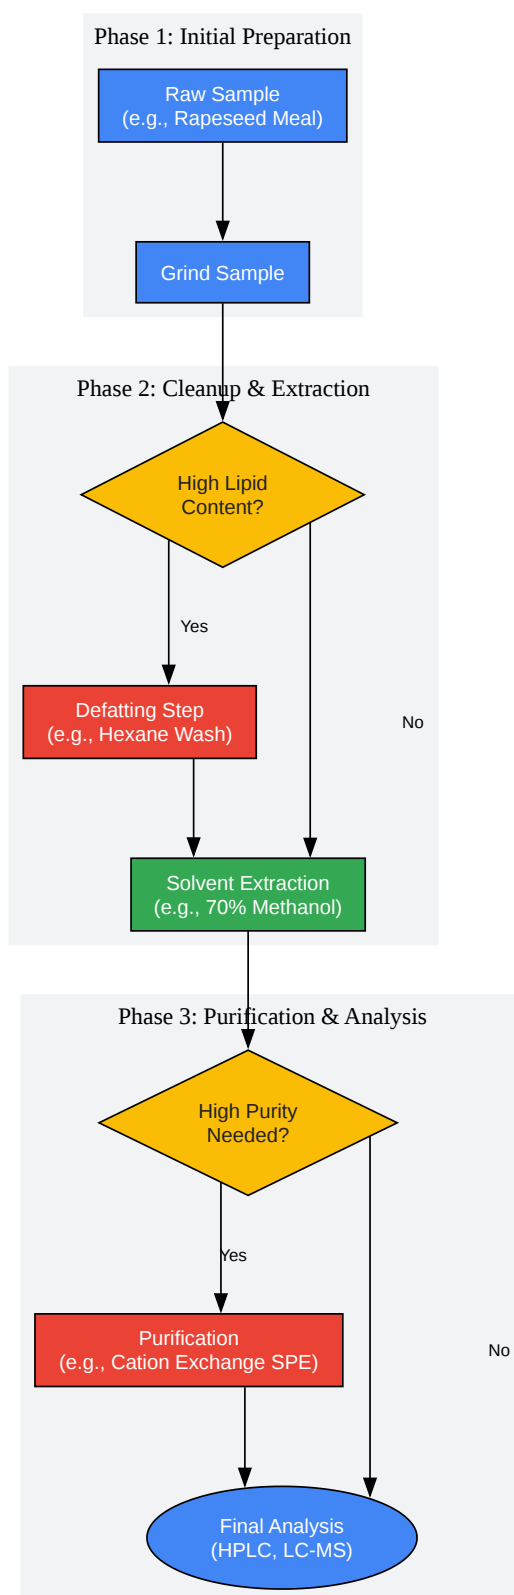 Phase 1: Initial Preparation
Raw Sample
(e.g., Rapeseed Meal)
Grind Sample
Phase 2: Cleanup & Extraction
High Lipid
Content?
Yes
Defatting Step
(e.g., Hexane Wash)
No
Solvent Extraction
(e.g., 70% Methanol)
Phase 3: Purification & Analysis
High Purity
Needed?
Yes
Purification
(e.g., Cation Exchange SPE)
No
Final Analysis
(HPLC, LC-MS)